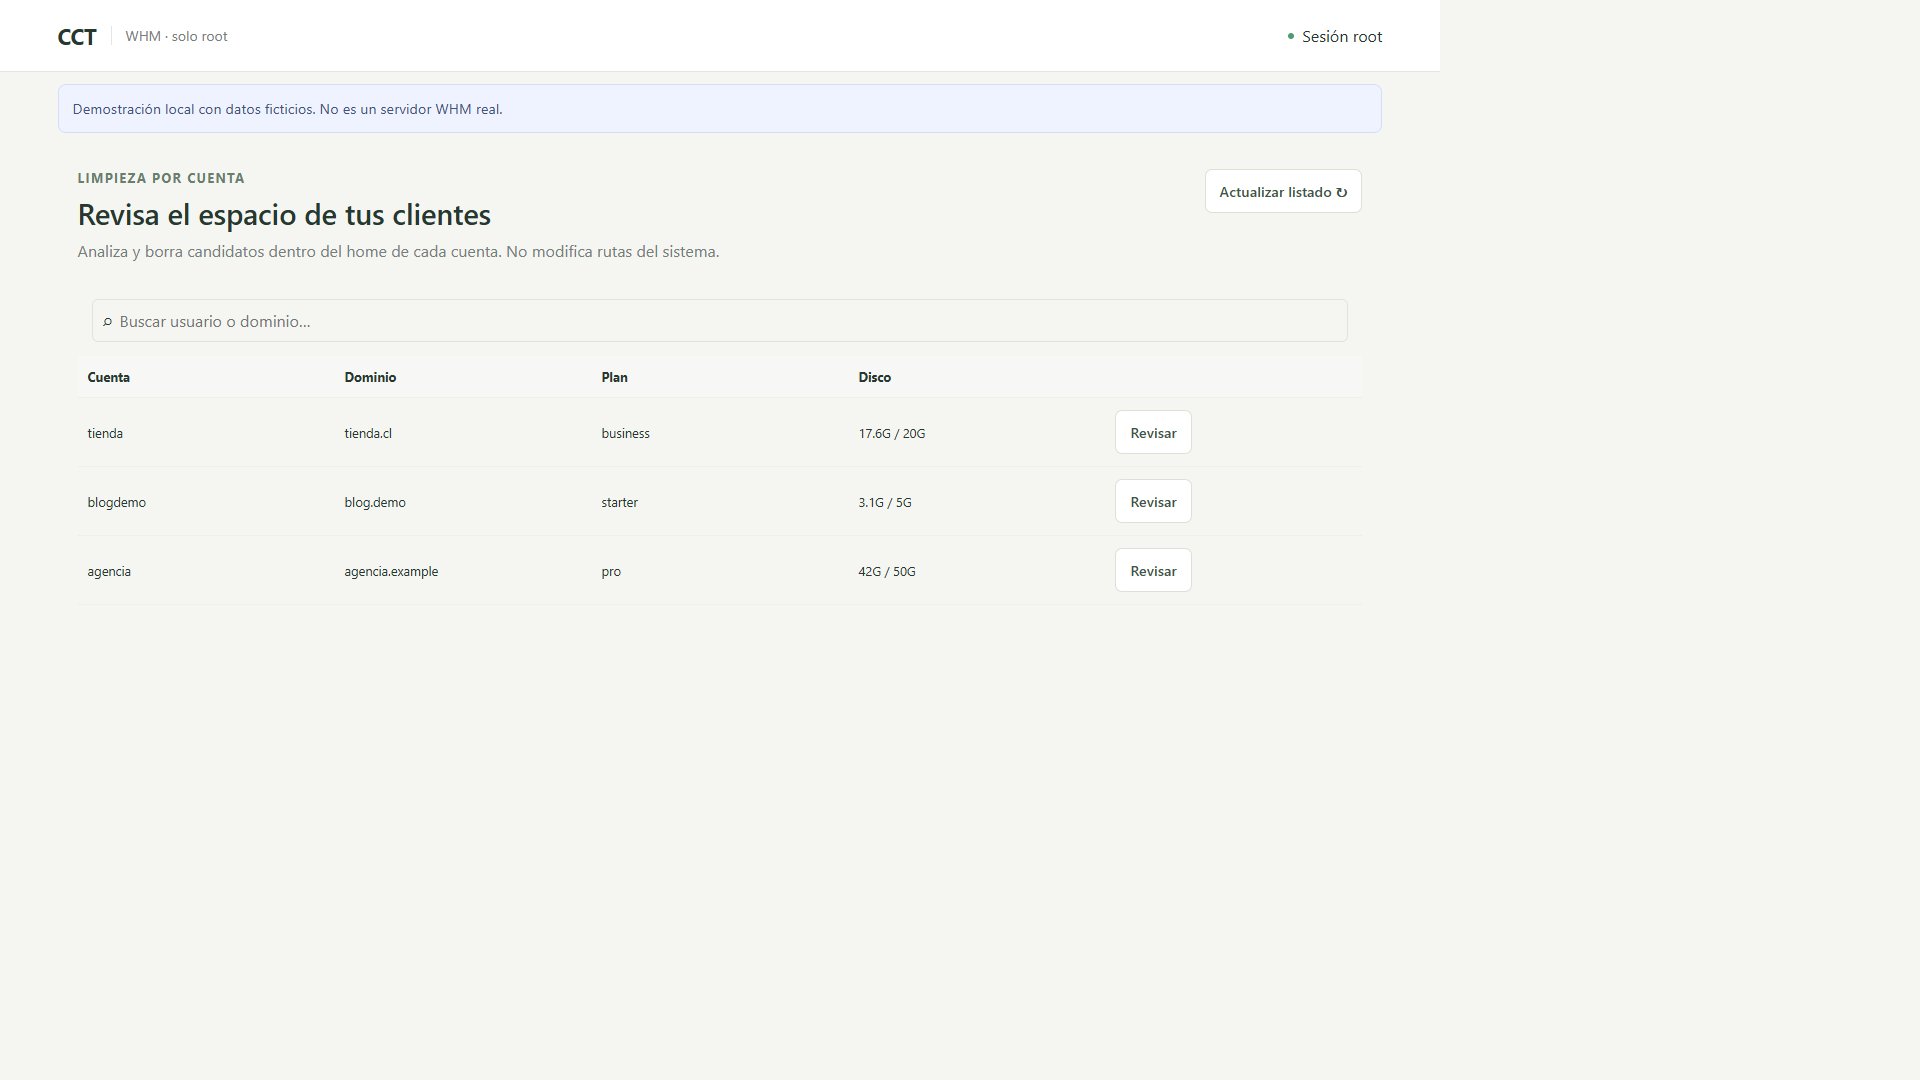 CCT WHM · solo root Sesión root
Demostración local con datos ficticios. No es un servidor WHM real.
LIMPIEZA POR CUENTA
Actualizar listado ↻
Revisa el espacio de tus clientes
Analiza y borra candidatos dentro del home de cada cuenta. No modifica rutas del sistema.
⌕ Buscar usuario o dominio...
Cuenta Dominio Plan Disco
tienda tienda.cl business 17.6G / 20G Revisar
blogdemo blog.demo starter 3.1G / 5G Revisar
agencia agencia.example pro 42G / 50G Revisar